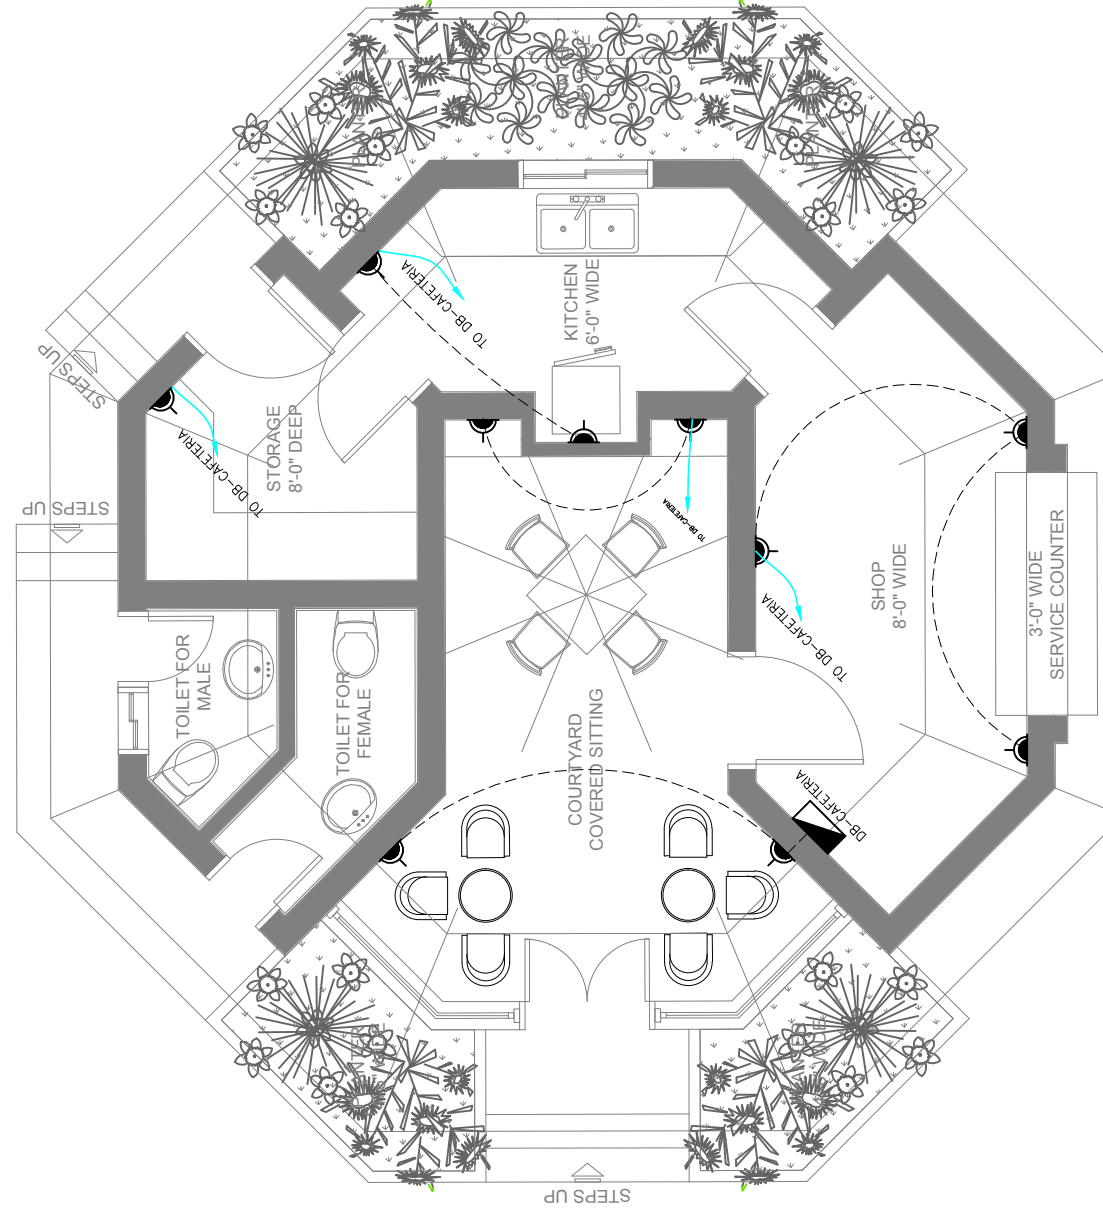 STEPS UP
STEPS UP
TO DB-CAFETERIA
KITCHEN
6'-0" WIDE
STORAGE
8'-0" DEEP
TO DB-CAFETERIA
TO DB-CAFETERIA
SHOP
8'-0" WIDE
3'-0" WIDE
SERVICE COUNTER
TO DB-CAFETERIA
TOILET FOR
MALE
TOILET FOR
FEMALE
COURTYARD
COVERED SITTING
DB-CAFETERIA
STEPS UP